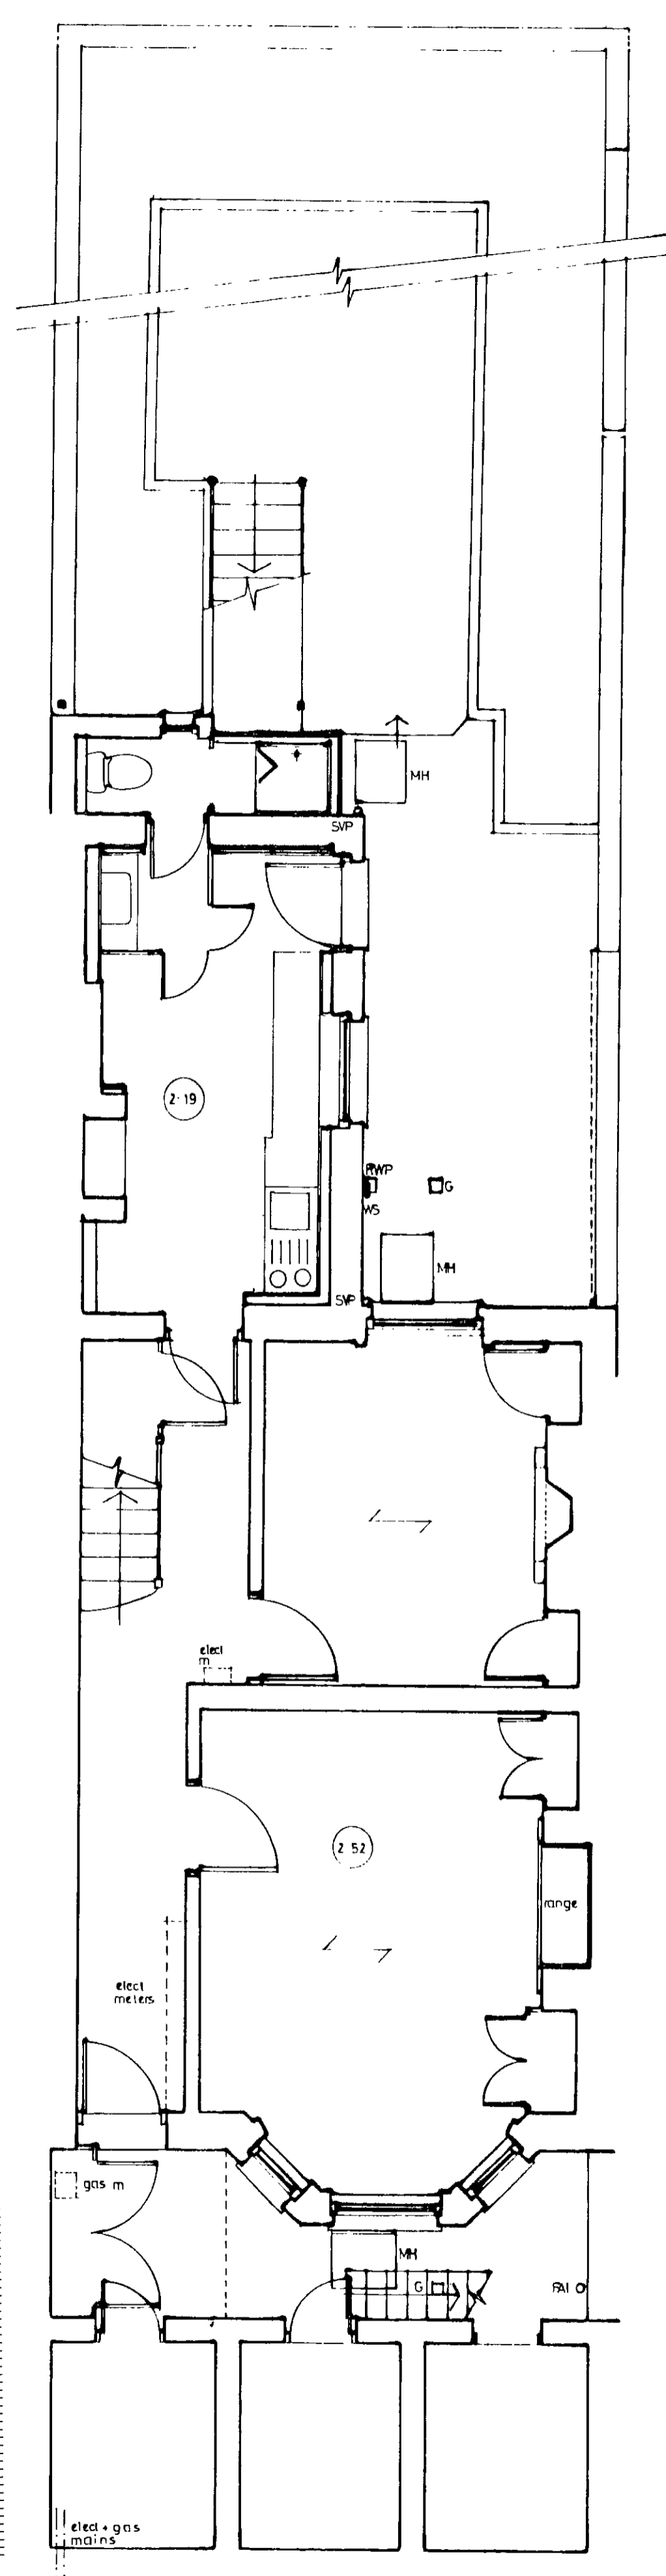 MH
SVP
2·19
RWP
G
WS
MH
SVP
elect
m
2 52
range
elect
meters
gas m
MH
G
FAI
elect + gas
mains